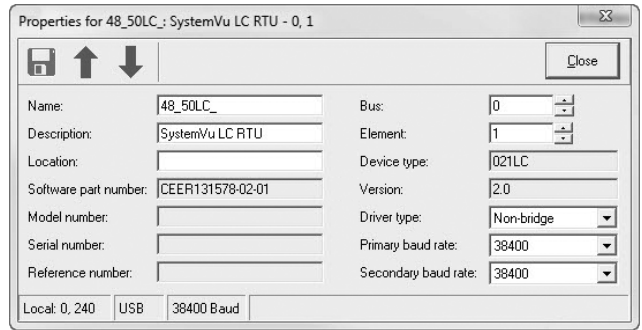 Properties for 48_50LC_: SystemVu LC RTU - 0, 1
Close
Name: 48_50LC_ Bus: 0
Description: SystemVu LC RTU Element: 1
Location: Device type: 021LC
Software part number: CEER131578-02-01 Version: 2.0
Model number: Driver type: Non-bridge
Serial number: Primary baud rate: 38400
Reference number: Secondary baud rate: 38400
Local: 0, 240 USB 38400 Baud